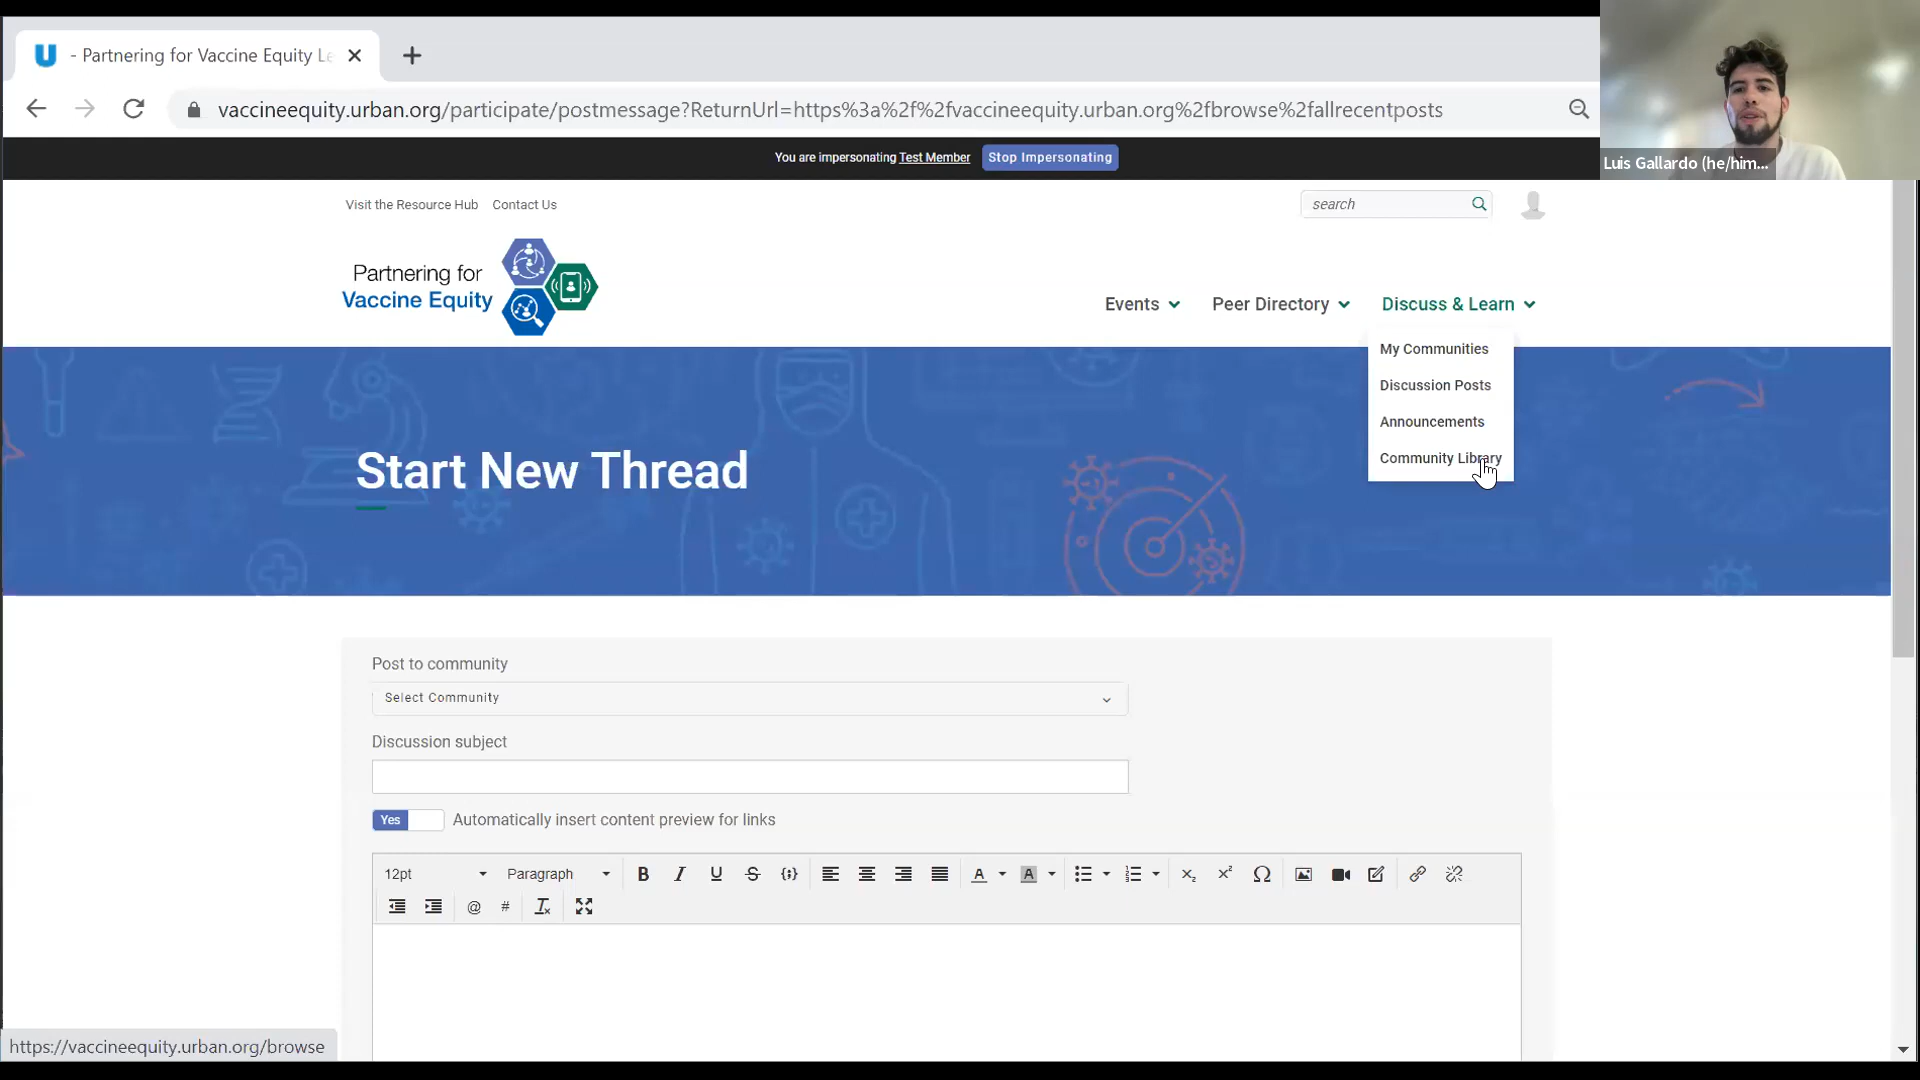 - Partnering for Vaccine Equity Le
vaccineequity.urban.org/participate/postmessage?ReturnUrl=https%3a%2f%2fvaccineequity.urban.org%2fbrowse%2fallrecentposts
Luis Gallardo (he/him...
You are impersonating Test Member Stop Impersonating
Visit the Resource Hub Contact Us
search
Partnering for
Vaccine Equity
Events Peer Directory Discuss & Learn
My Communities
Discussion Posts
Announcements
Community Library
Start New Thread
Post to community
Select Community
Discussion subject
Yes Automatically insert content preview for links
12pt Paragraph
https://vaccineequity.urban.org/browse